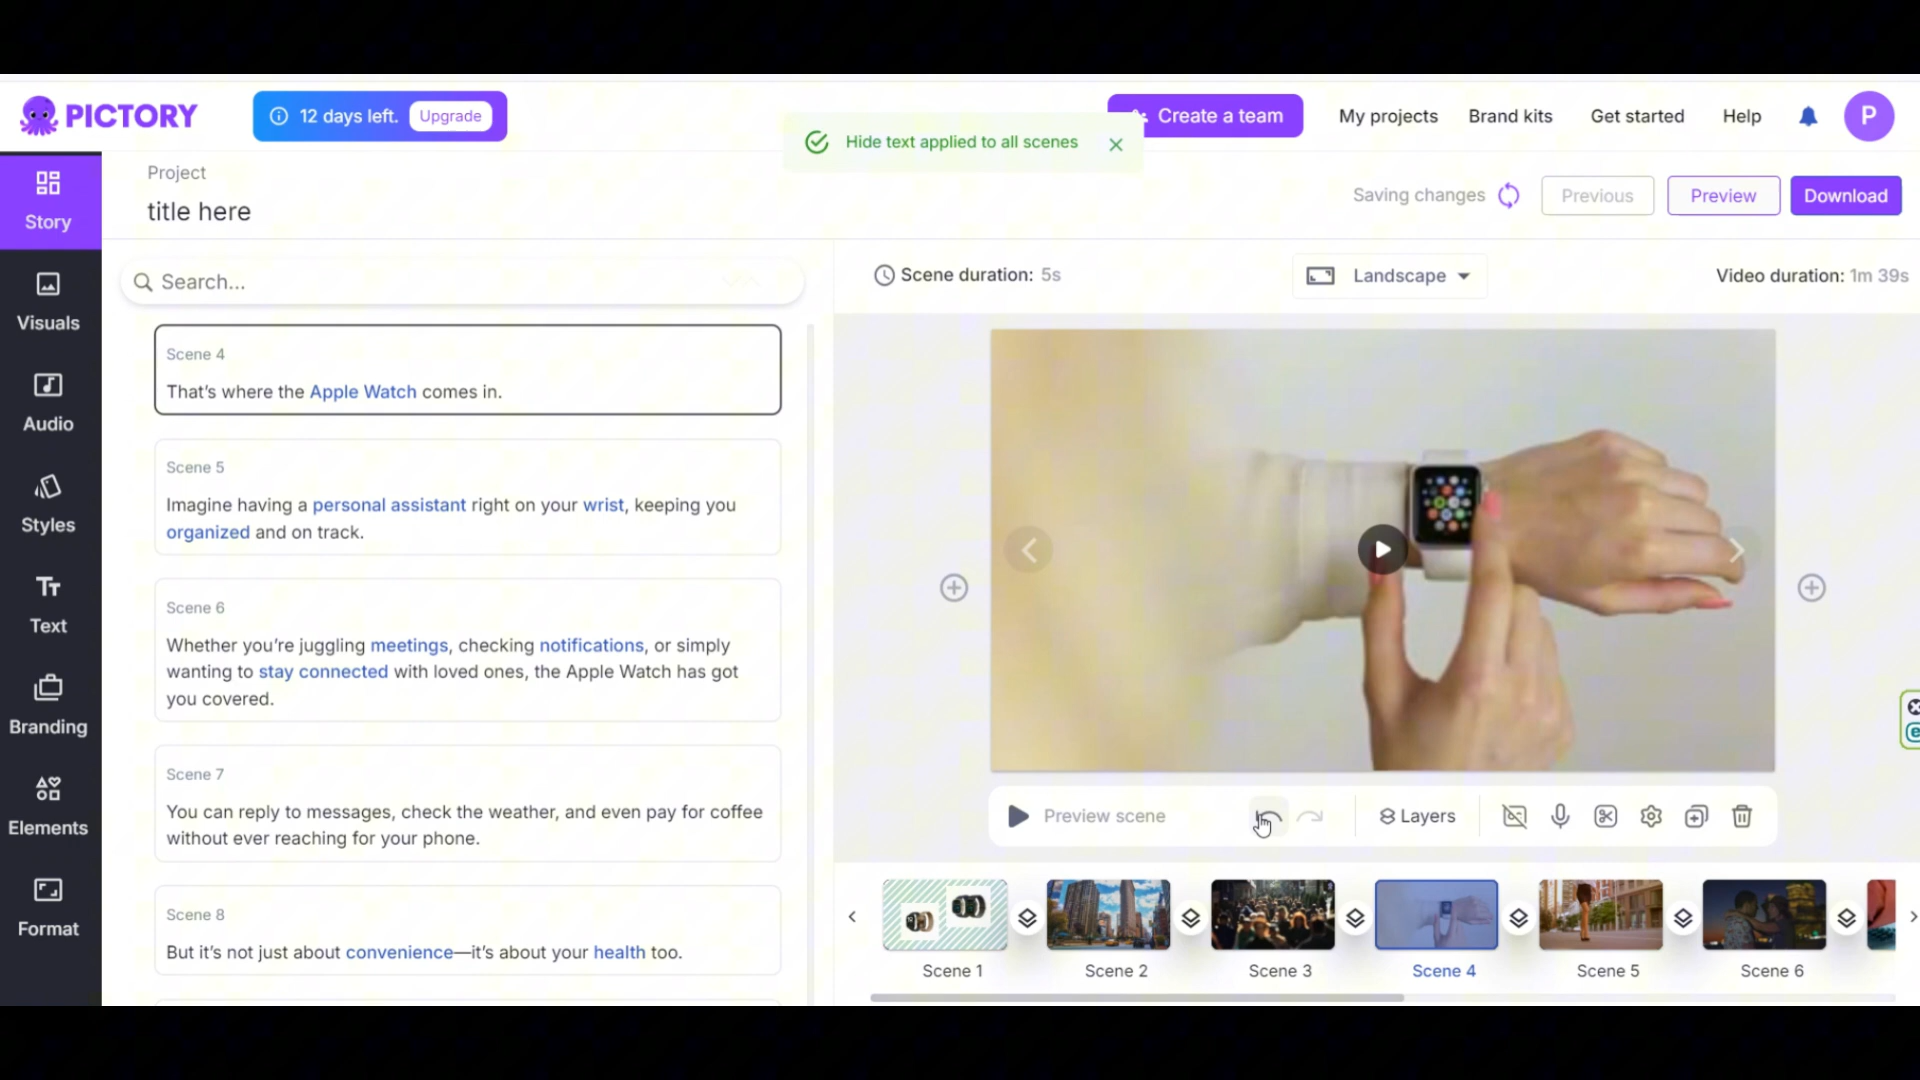 PICTORY
12 days left. Upgrade
Hide text applied to all scenes
Create a team
My projects
Brand kits
Get started
Help
P
Story
Visuals
Audio
Styles
Text
Branding
Elements
Format
Project
title here
Saving changes
Previous
Preview
Download
Search...
Scene 4
That's where the Apple Watch comes in.
Scene 5
Imagine having a personal assistant right on your wrist, keeping you
organized and on track.
Scene 6
Whether you're juggling meetings, checking notifications, or simply
wanting to stay connected with loved ones, the Apple Watch has got
you covered.
Scene 7
You can reply to messages, check the weather, and even pay for coffee
without ever reaching for your phone.
Scene 8
But it's not just about convenience—it's about your health too.
Scene duration: 5s
Landscape
Video duration: 1m 39s
Preview scene
Layers
Scene 1
Scene 2
Scene 3
Scene 4
Scene 5
Scene 6